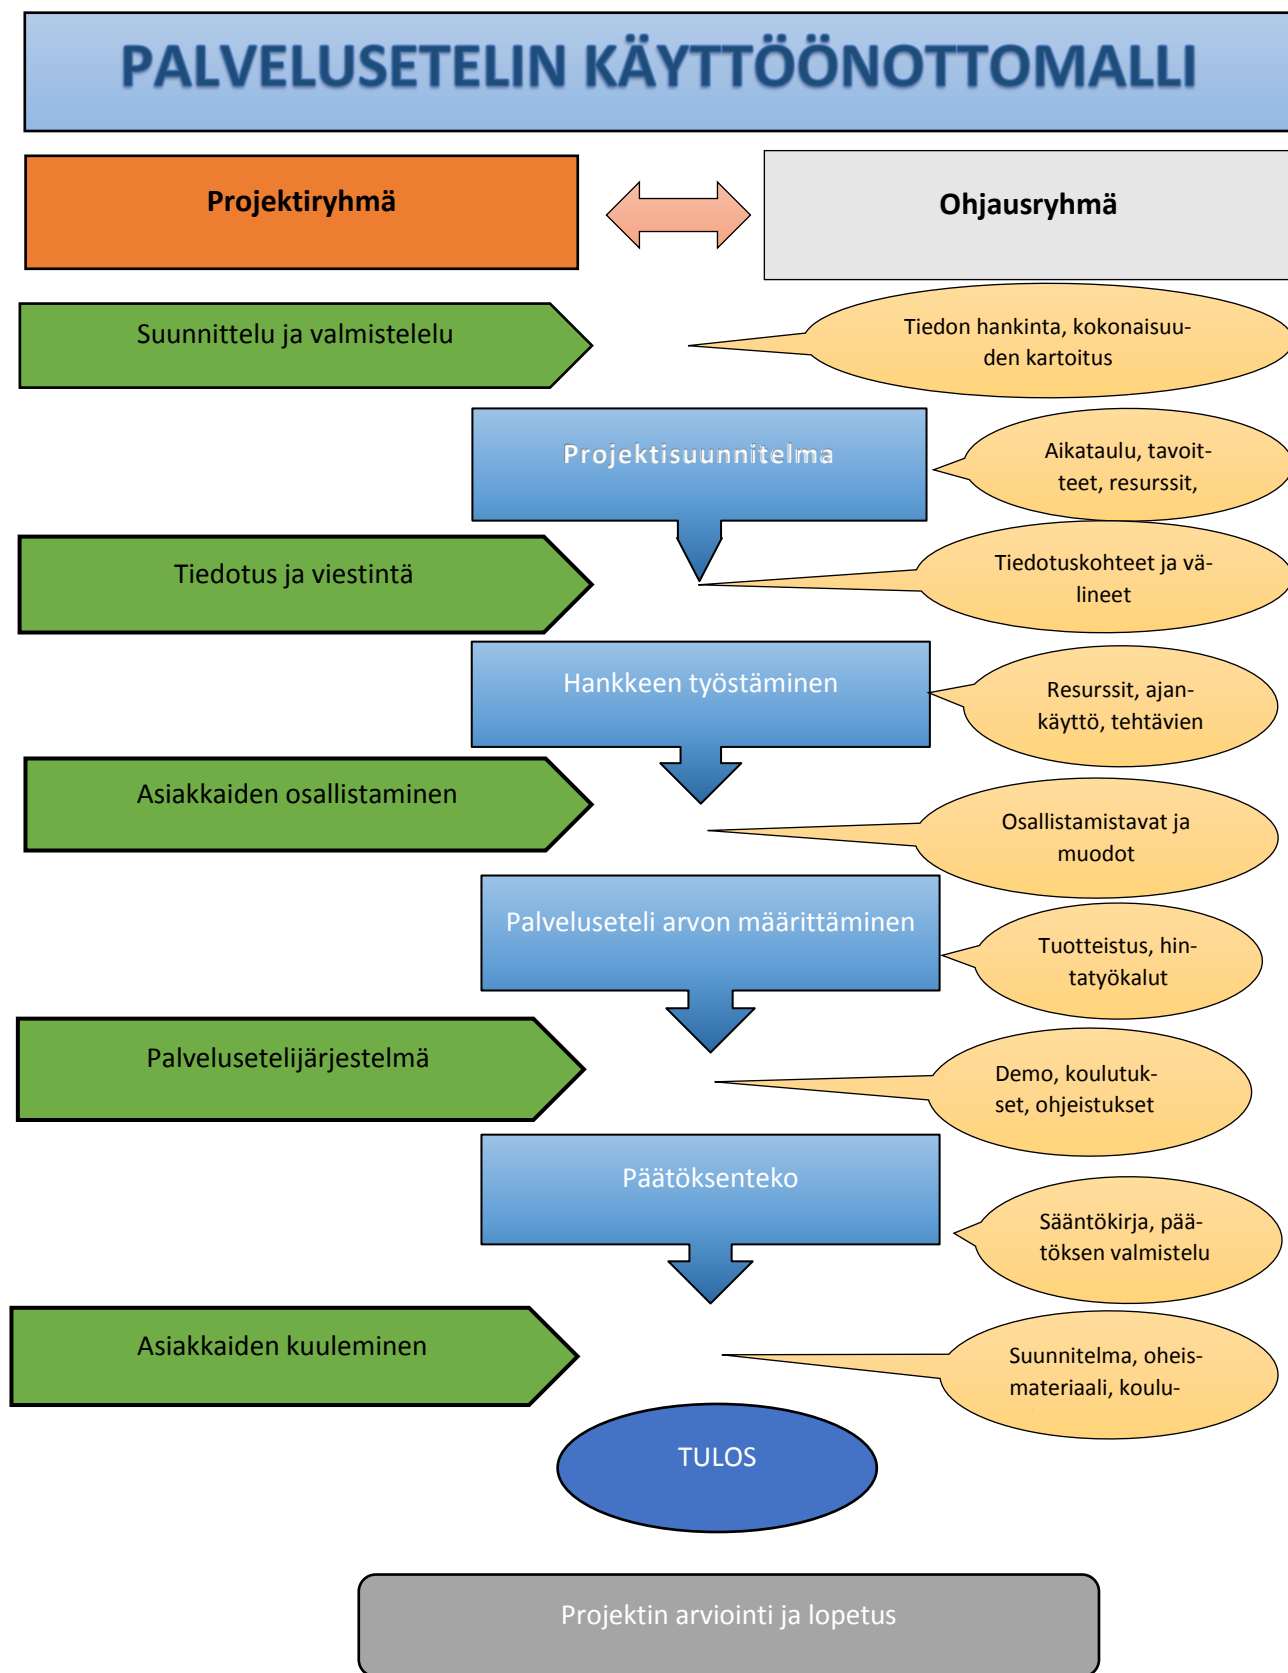 PALVELUSETELIN KÄYTTÖÖNOTTOMALLI
Projektiryhmä
Ohjausryhmä
Suunnittelu ja valmistelelu
Tiedon hankinta, kokonaisuu-
den kartoitus
Projektisuunnitelma
Aikataulu, tavoit-
teet, resurssit,
Tiedotus ja viestintä
Tiedotuskohteet ja vä-
lineet
Hankkeen työstäminen
Resurssit, ajan-
käyttö, tehtävien
Asiakkaiden osallistaminen
Osallistamistavat ja
muodot
Palveluseteli arvon määrittäminen
Tuotteistus, hin-
tatyökalut
Palvelusetelijärjestelmä
Demo, koulutuk-
set, ohjeistukset
Päätöksenteko
Sääntökirja, pää-
töksen valmistelu
Asiakkaiden kuuleminen
Suunnitelma, oheis-
materiaali, koulu-
TULOS
Projektin arviointi ja lopetus